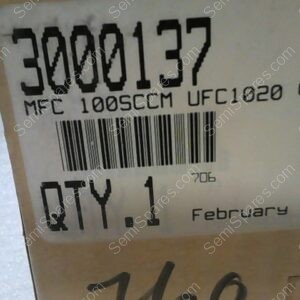 3000137
MFC 100SCCM UFC1020
706
QTY.1
February